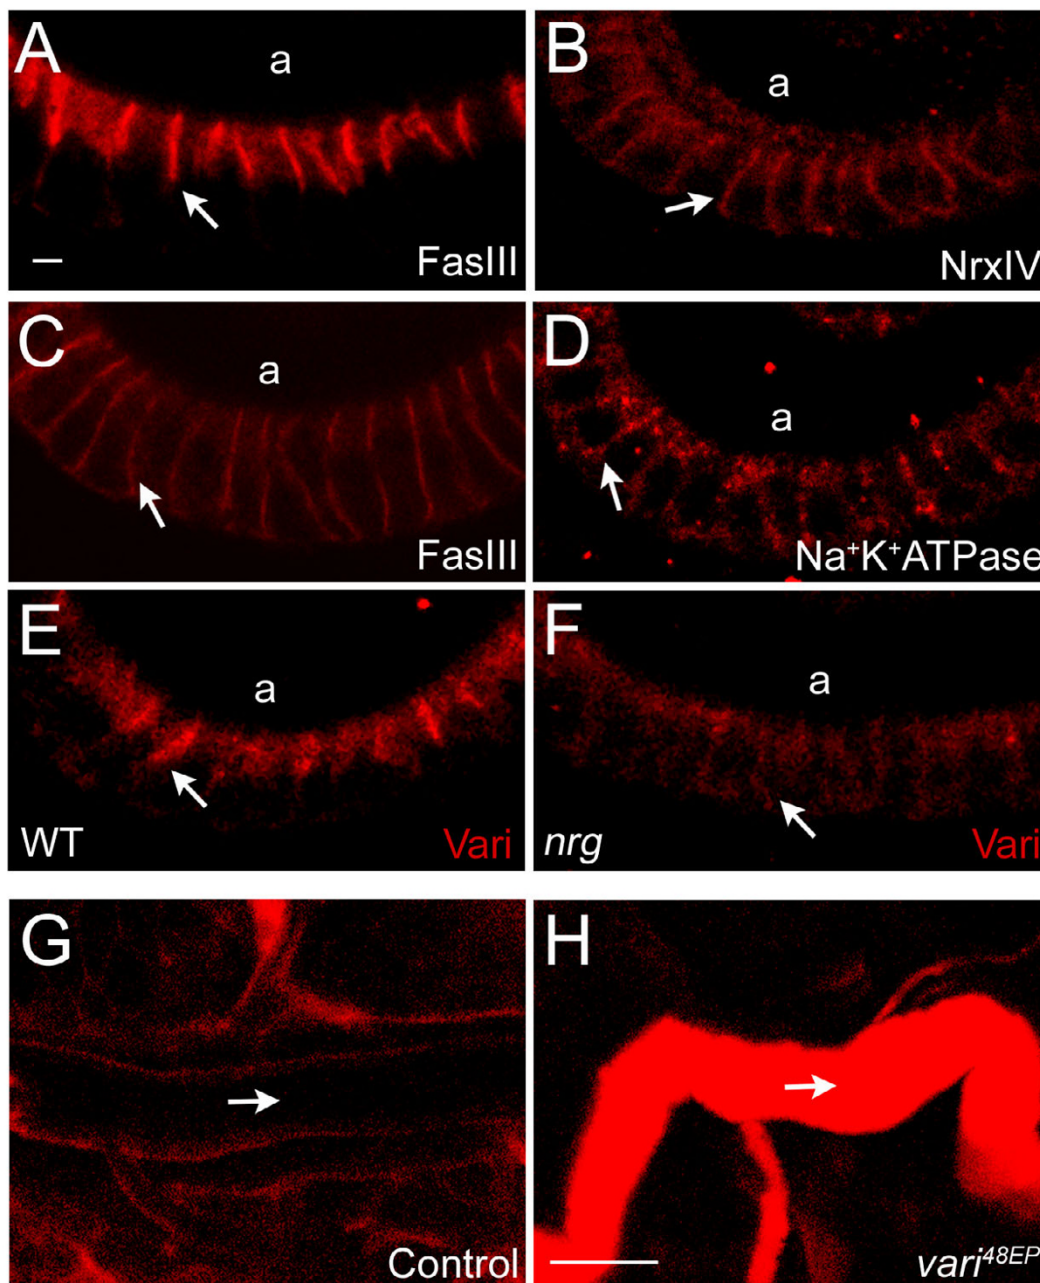 A
a
FasIII
B
a
NrxIV
C
a
FasIII
D
a
Na⁺K⁺ATPase
E
a
WT
Vari
F
a
nrg
Vari
G
Control
H
vari⁴⁸ᴱᴾ